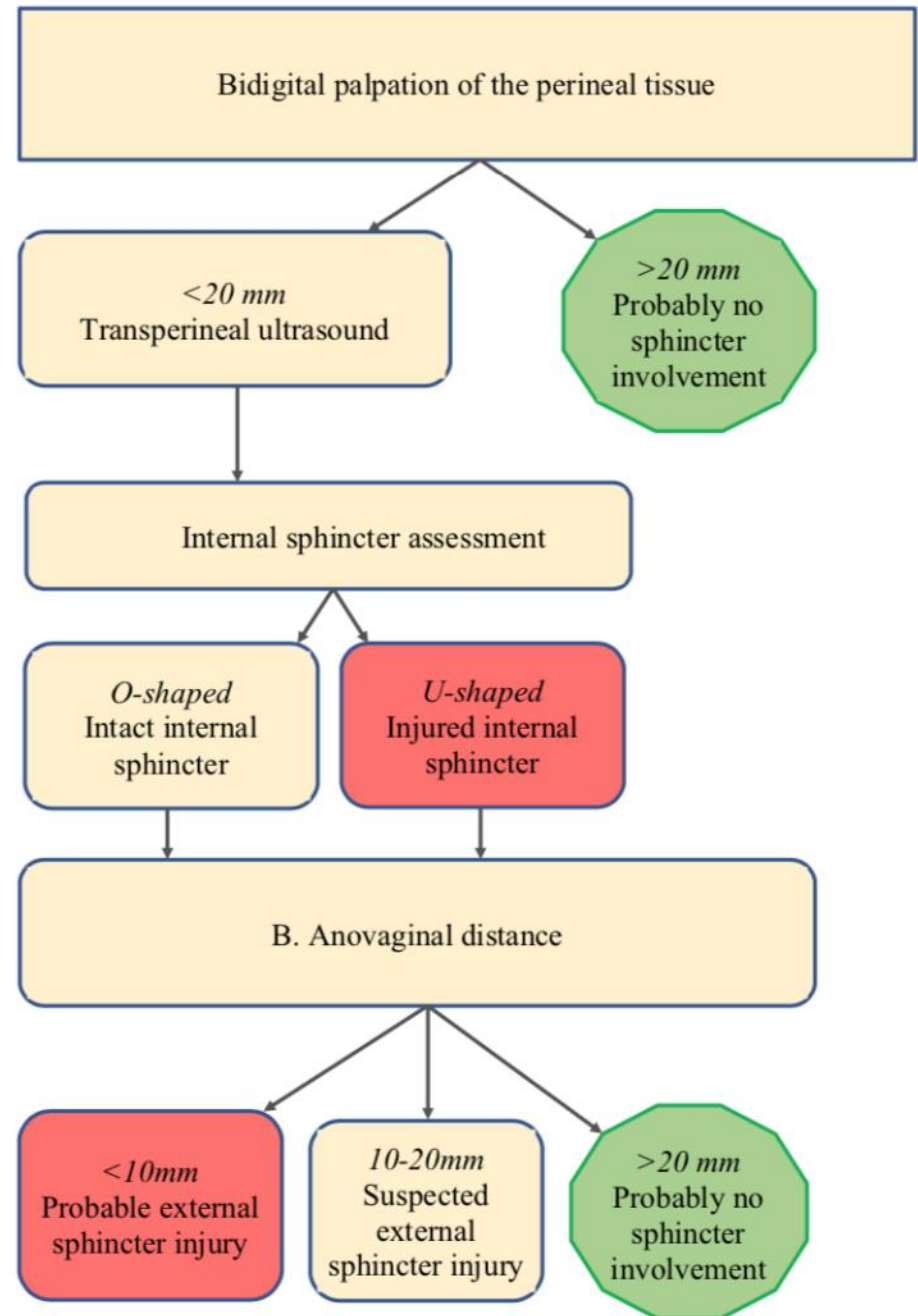 Bidigital palpation of the perineal tissue
<20 mm
Transperineal ultrasound
>20 mm
Probably no
sphincter
involvement
Internal sphincter assessment
O-shaped
Intact internal
sphincter
U-shaped
Injured internal
sphincter
B. Anovaginal distance
<10mm
Probable external
sphincter injury
10-20mm
Suspected
external
sphincter injury
>20 mm
Probably no
sphincter
involvement